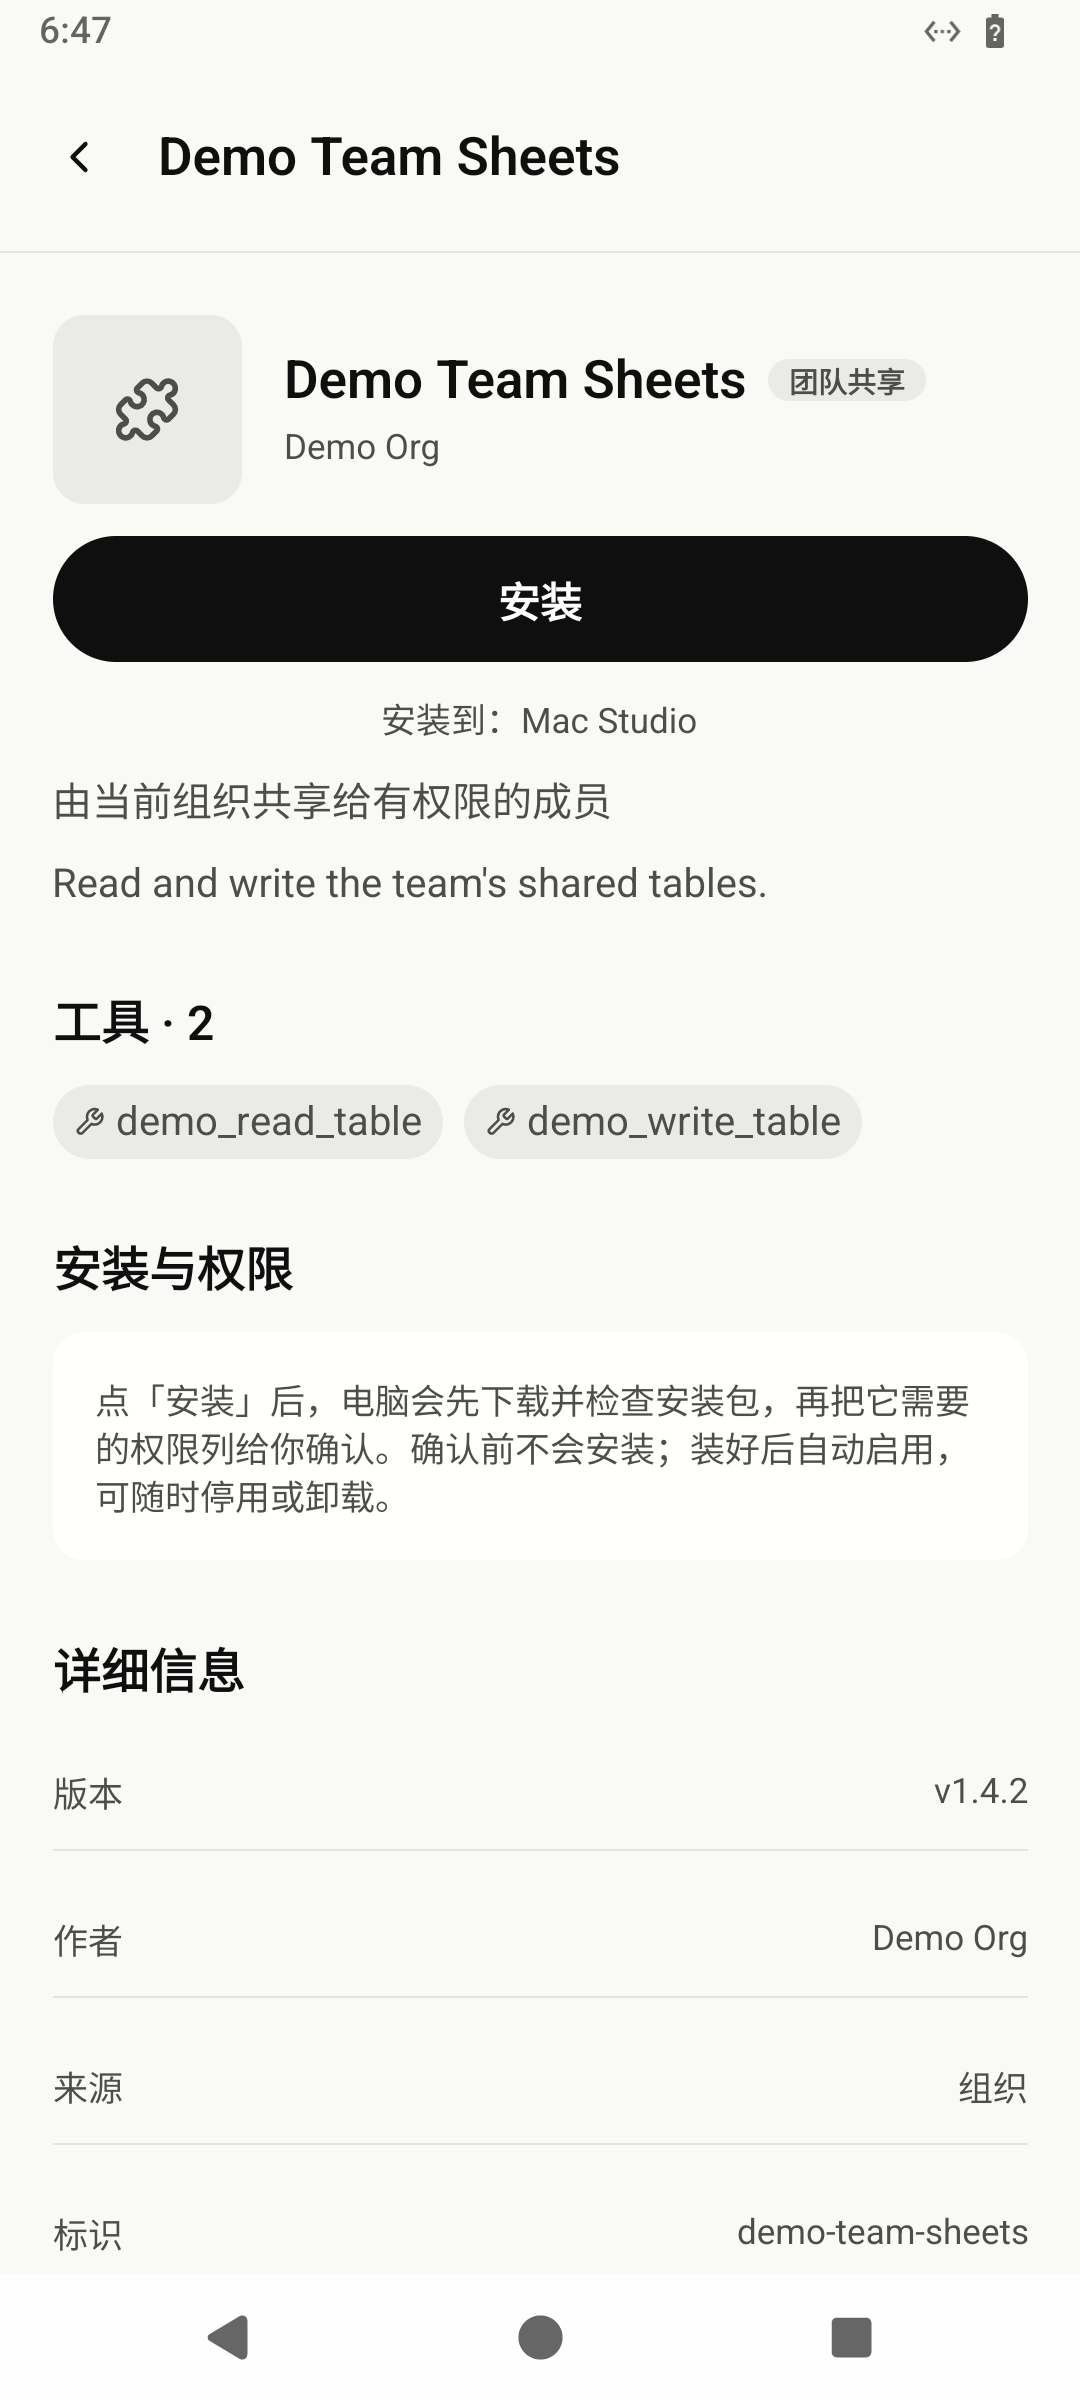 6:47
Demo Team Sheets
Demo Team Sheets 团队共享
Demo Org
安装
安装到：Mac Studio
由当前组织共享给有权限的成员
Read and write the team's shared tables.
工具 · 2
demo_read_table demo_write_table
安装与权限
点「安装」后，电脑会先下载并检查安装包，再把它需要
的权限列给你确认。确认前不会安装；装好后自动启用，
可随时停用或卸载。
详细信息
版本 v1.4.2
作者 Demo Org
来源 组织
标识 demo-team-sheets